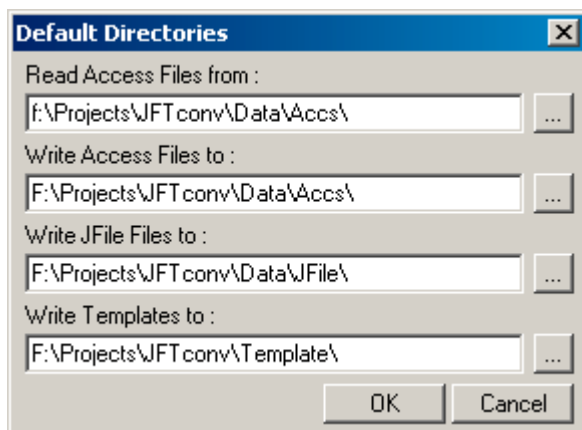 Default Directories
Read Access Files from :
f:\Projects\JFTconv\Data\Accs\
...
Write Access Files to :
F:\Projects\JFTconv\Data\Accs\
...
Write JFile Files to :
F:\Projects\JFTconv\Data\JFile\
...
Write Templates to :
F:\Projects\JFTconv\Template\
...
OK Cancel